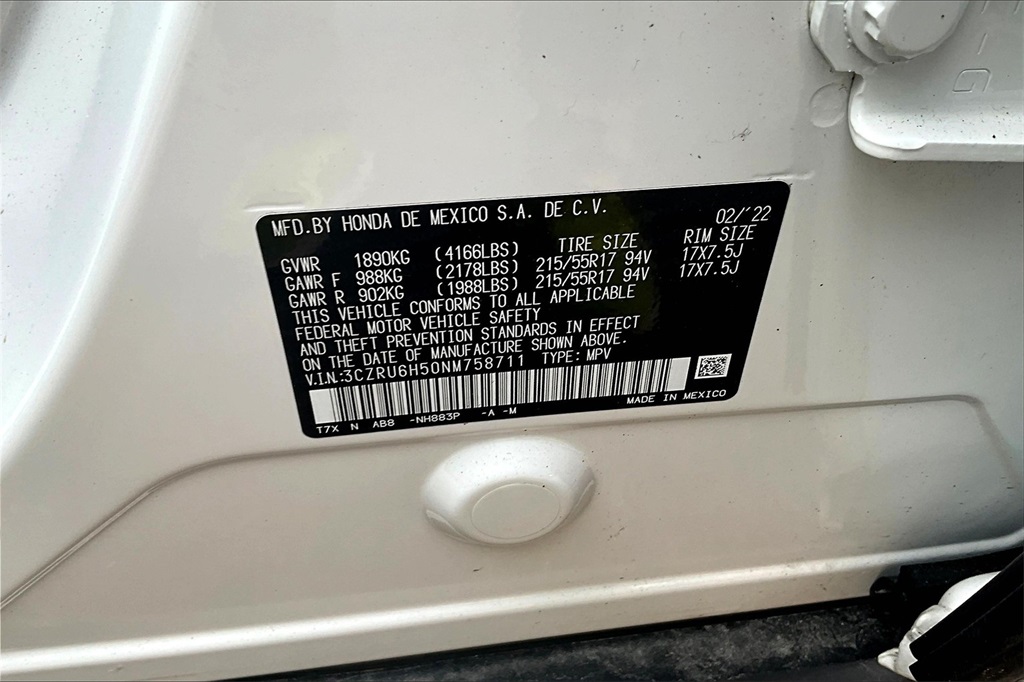 MFD.BY HONDA DE MEXICO S.A. DE C.V. 02/'22
TIRE SIZE RIM SIZE
GVWR 1890KG (4166LBS)
GAWR F 988KG (2178LBS) 215/55R17 94V 17X7.5J
GAWR R 902KG (1988LBS) 215/55R17 94V 17X7.5J
THIS VEHICLE CONFORMS TO ALL APPLICABLE
FEDERAL MOTOR VEHICLE SAFETY
AND THEFT PREVENTION STANDARDS IN EFFECT
ON THE DATE OF MANUFACTURE SHOWN ABOVE.
V.I.N:3CZRU6H50NM758711 TYPE: MPV
T7X N AB8 -NH883P -A -M MADE IN MEXICO